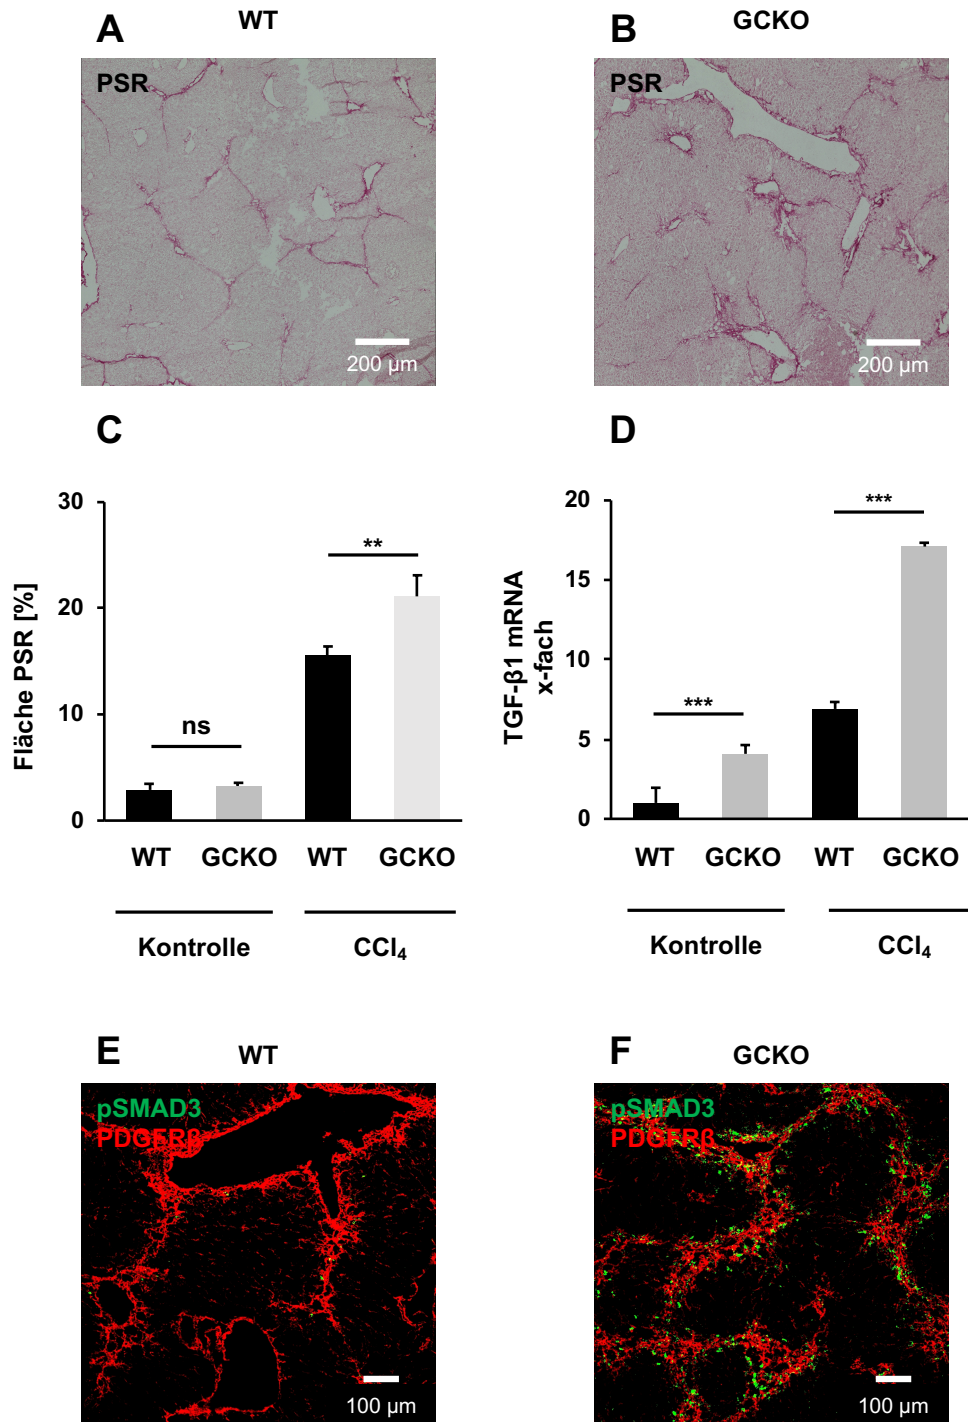 A WT
PSR
200 µm
B GCKO
PSR
200 µm
C
Fläche PSR [%]
30
20
10
0
ns
**
WT GCKO WT GCKO
Kontrolle CCl₄
D
TGF-β1 mRNA
x-fach
20
15
10
5
0
***
***
WT GCKO WT GCKO
Kontrolle CCl₄
E WT
pSMAD3
PDGFRβ
100 µm
F GCKO
pSMAD3
PDGFRβ
100 µm